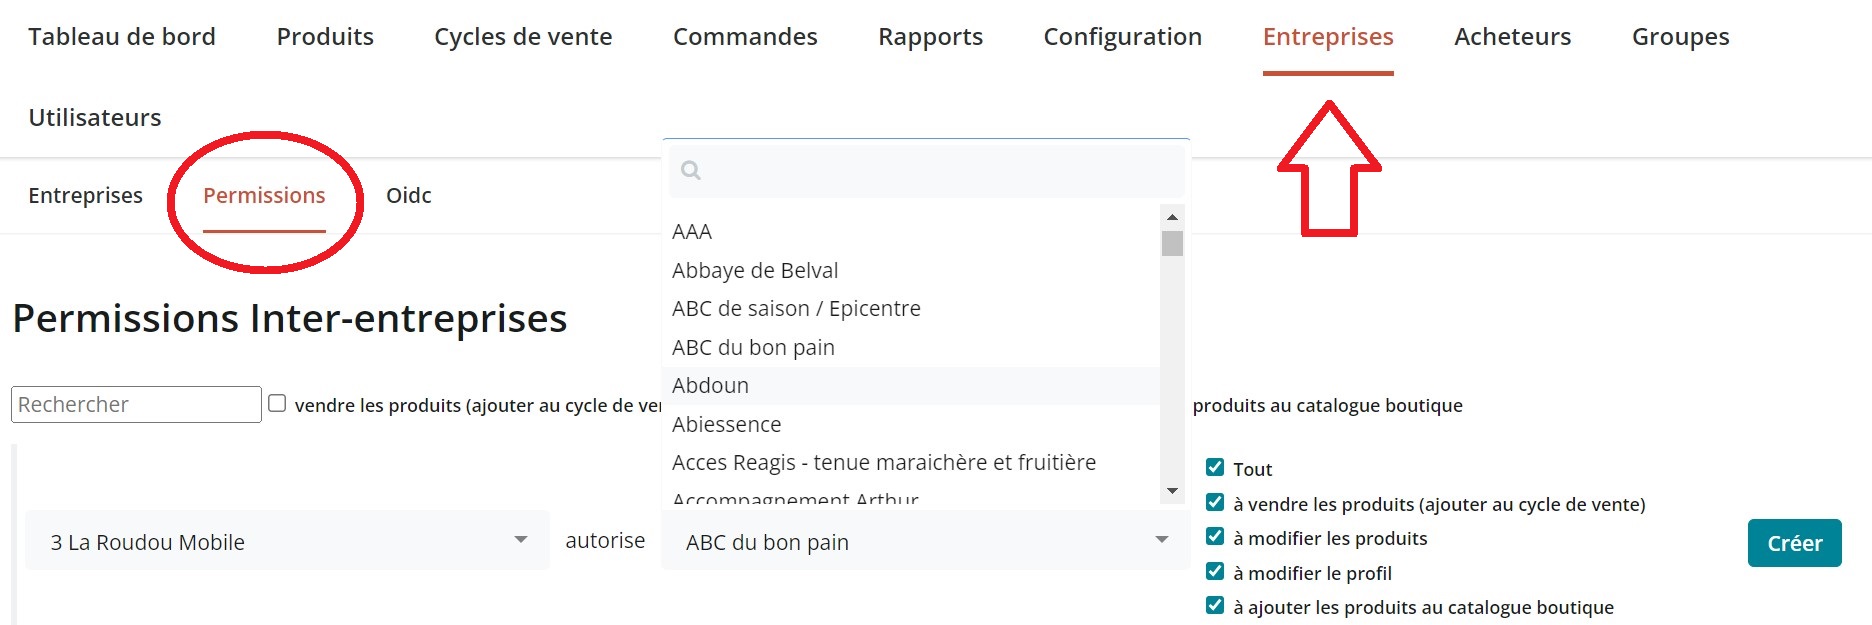 Tableau de bord Produits Cycles de vente Commandes Rapports Configuration Entreprises Acheteurs Groupes
Utilisateurs
Entreprises Permissions Oidc
AAA
Abbaye de Belval
ABC de saison / Epicentre
Permissions Inter-entreprises
ABC du bon pain
Abdoun
Rechercher vendre les produits (ajouter au cycle de produits au catalogue boutique
Abiessence
Acces Reagis - tenue maraichère et fruitière
Accompagnement Arthur
Tout
à vendre les produits (ajouter au cycle de vente)
3 La Roudou Mobile autorise ABC du bon pain
à modifier les produits
Créer
à modifier le profil
à ajouter les produits au catalogue boutique